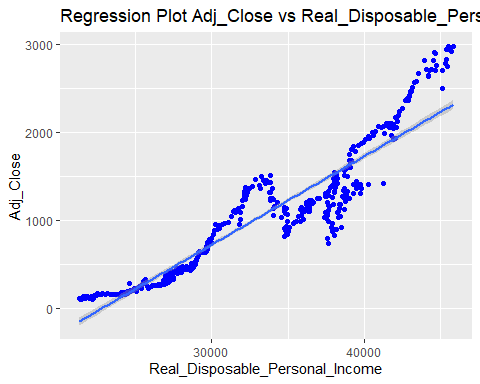 Regression Plot Adj_Close vs Real_Disposable_Pers
3000
2000
1000
0
Adj_Close
30000
40000
Real_Disposable_Personal_Income